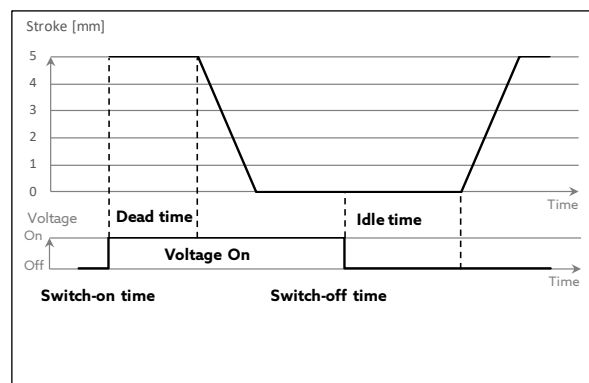 Stroke [mm]
5
4
3
2
1
0
Time
Dead time
Idle time
Voltage
On
Voltage On
Off
Time
Switch-on time
Switch-off time